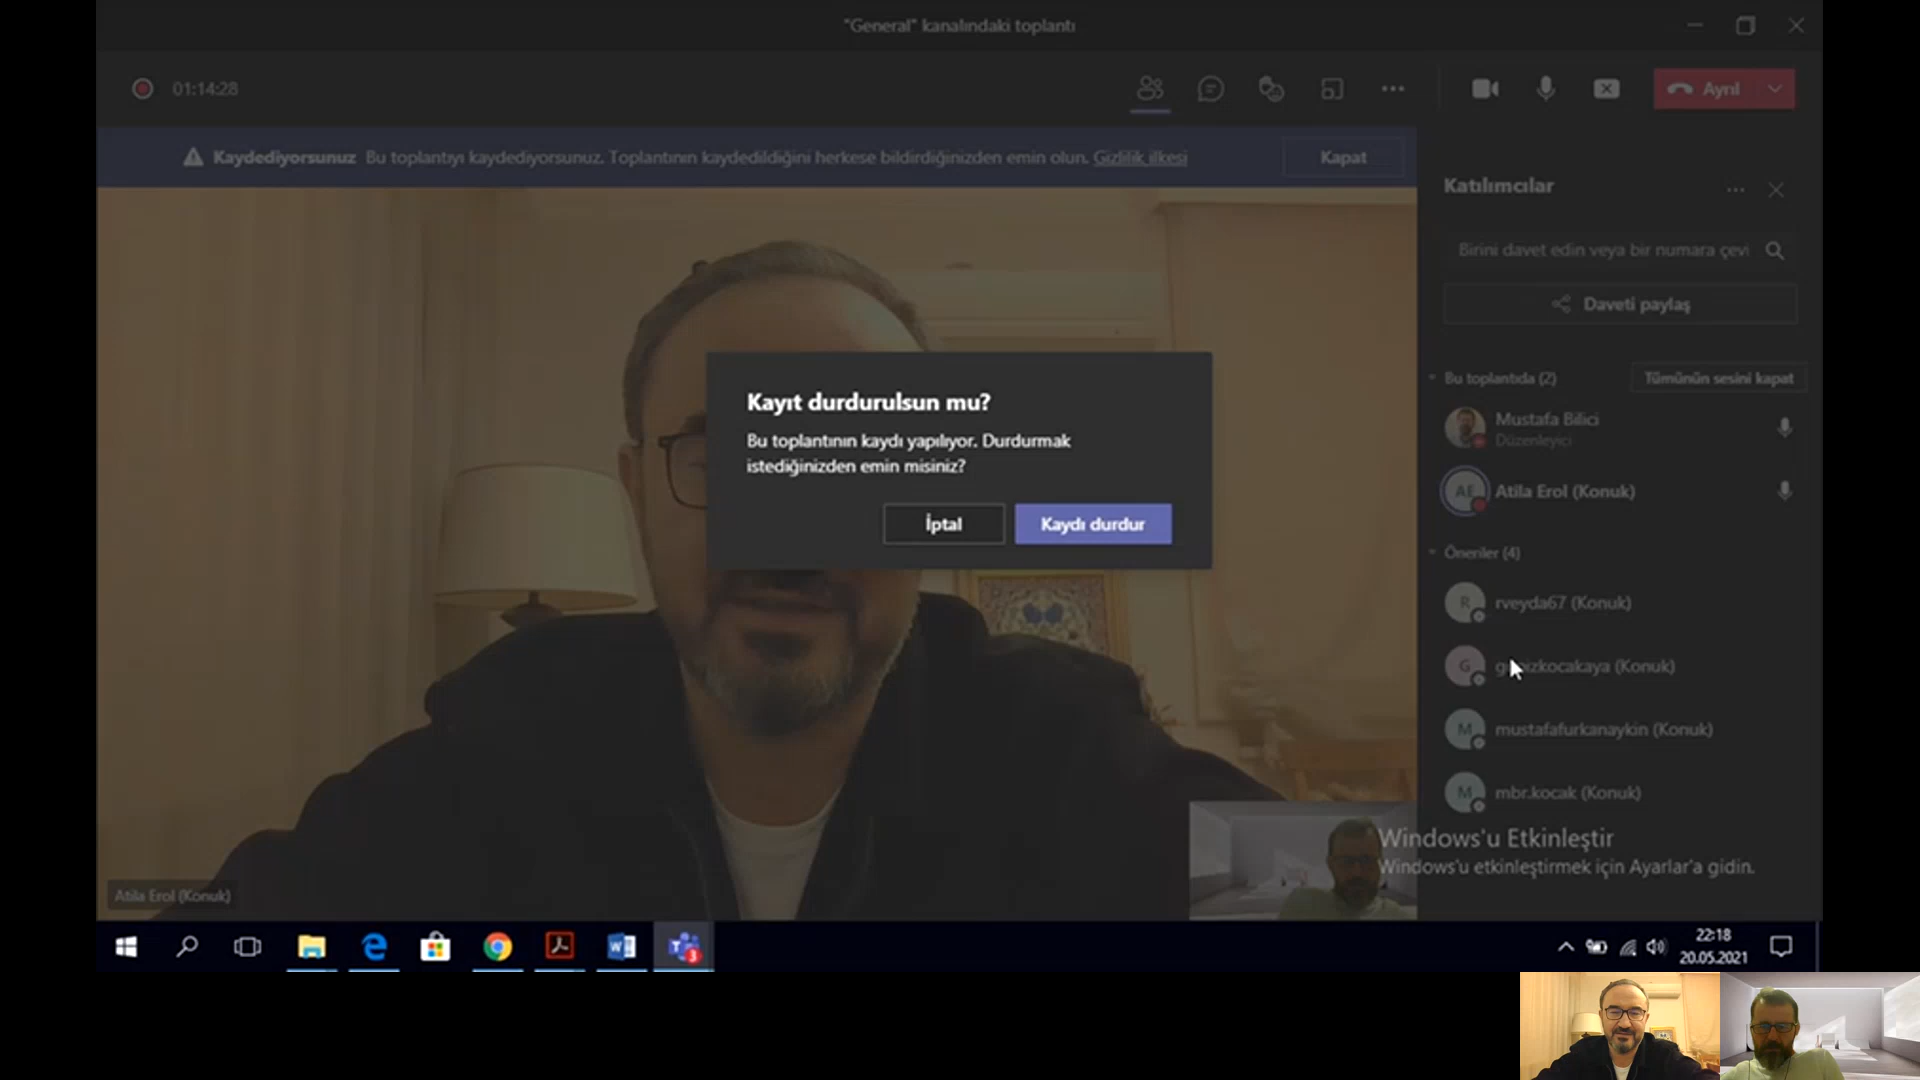 "General" kanalındaki toplantı
01:14:28
Ayrıl
Kaydediyorsunuz Bu toplantıyı kaydediyorsunuz. Toplantının kaydedildiğini herkese bildirdiğinizden emin olun. Gizlilik ilkesi
Kapat
Katılımcılar
Birini davet edin veya bir numara çevi
Daveti paylaş
Bu toplantıda (2)
Tümünün sesini kapat
Mustafa Bilici
Düzenleyici
AE
Atila Erol (Konuk)
Öneriler (4)
R
rveyda67 (Konuk)
G
(Konuk)
M
mustafafurkanaykin (Konuk)
M
mbr.kocak (Konuk)
Kayıt durdurulsun mu?
Bu toplantının kaydı yapılıyor. Durdurmak
istediğinizden emin misiniz?
İptal
Kaydı durdur
Windows'u Etkinleştir
Windows'u etkinleştirmek için Ayarlar'a gidin.
Atila Erol (Konuk)
22:18
20.05.2021
3